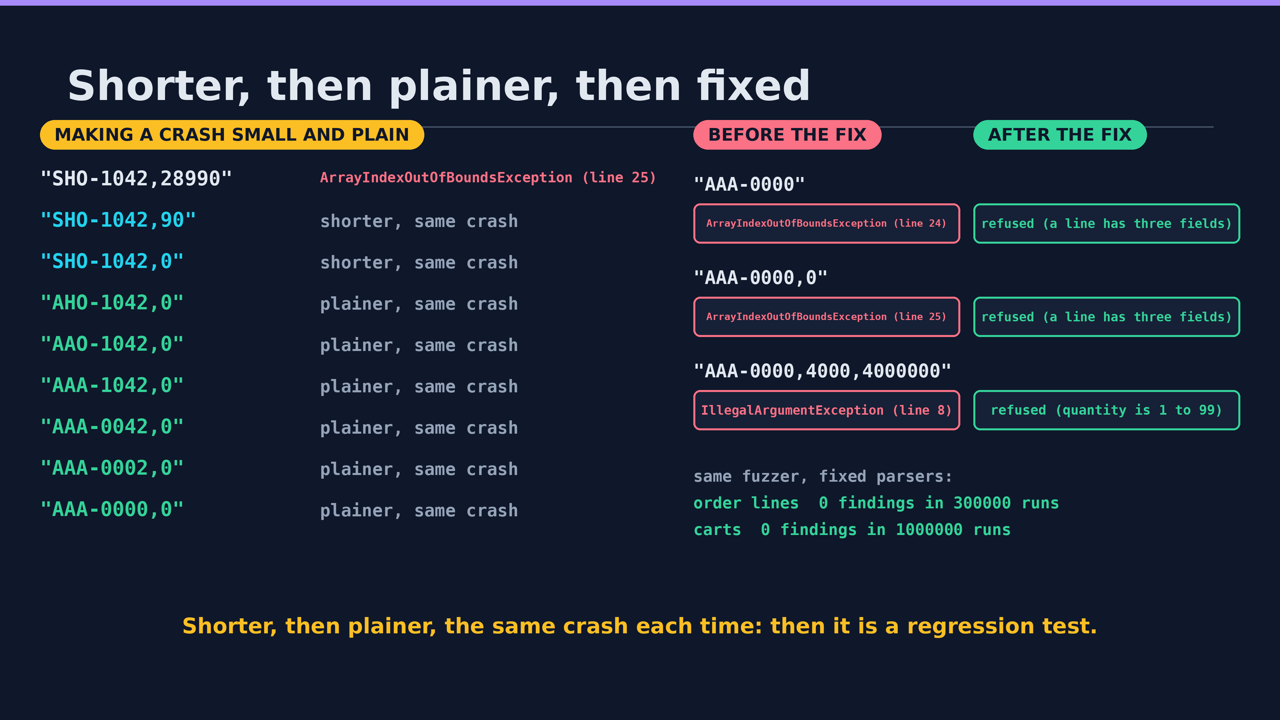 Shorter, then plainer, then fixed
MAKING A CRASH SMALL AND PLAIN
"SHO-1042,28990" ArrayIndexOutOfBoundsException (line 25)
"SHO-1042,90" shorter, same crash
"SHO-1042,0" shorter, same crash
"AHO-1042,0" plainer, same crash
"AAO-1042,0" plainer, same crash
"AAA-1042,0" plainer, same crash
"AAA-0042,0" plainer, same crash
"AAA-0002,0" plainer, same crash
"AAA-0000,0" plainer, same crash
BEFORE THE FIX AFTER THE FIX
"AAA-0000"
ArrayIndexOutOfBoundsException (line 24) refused (a line has three fields)
"AAA-0000,0"
ArrayIndexOutOfBoundsException (line 25) refused (a line has three fields)
"AAA-0000,4000,4000000"
IllegalArgumentException (line 8) refused (quantity is 1 to 99)
same fuzzer, fixed parsers:
order lines 0 findings in 300000 runs
carts 0 findings in 1000000 runs
Shorter, then plainer, the same crash each time: then it is a regression test.